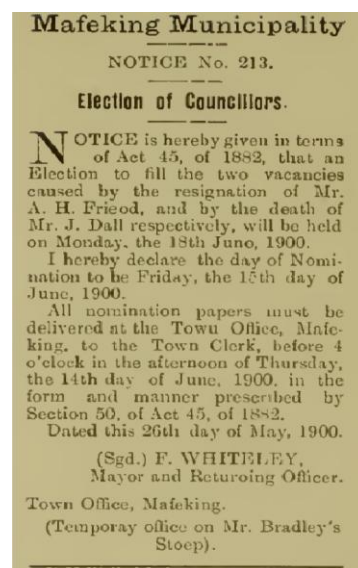 Mafeking Municipality
NOTICE No. 213.
Election of Councillors.
NOTICE is hereby given in terms
of Act 45, of 1882, that an
Election to fill the two vacancies
caused by the resignation of Mr.
A. H. Frieod, and by the death of
Mr. J. Dall respectively, will be held
on Monday, the 18th Juno, 1900.
I hereby declare the day of Nomi-
nation to be Friday, the 15th day of
June, 1900.
All nomination papers must be
delivered at the Towu Office, Mafe-
king, to the Town Clerk, before 4
o'clock in the afternoon of Thursday,
the 14th day of June, 1900, in the
form and manner prescribed by
Section 50, of Act 45, of 1882.
Dated this 26th day of May, 1900.
(Sgd.) F. WHITELEY,
Mayor and Returoing Officer.
Town Office, Mafeking.
(Temporay office on Mr. Bradley's
Stoep).